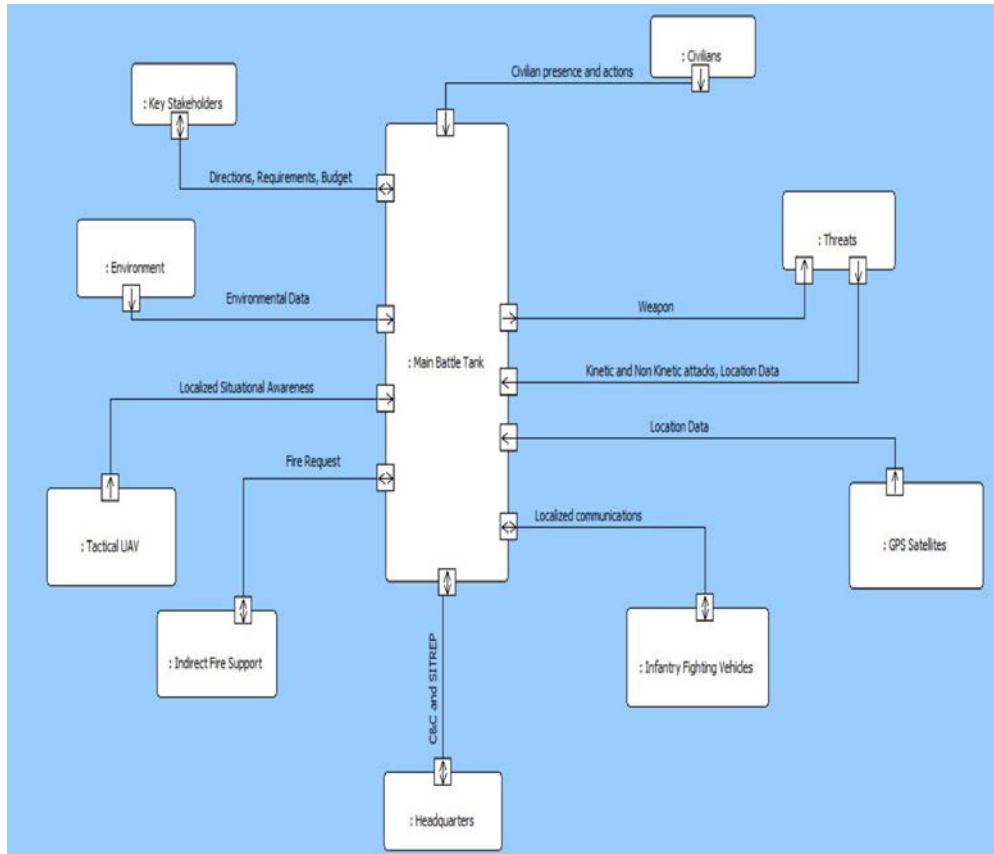 : Civilians
Civilian presence and actions
: Key Stakeholders
Directions, Requirements, Budget
: Threats
: Environment
Environmental Data
Weapon
: Main Battle Tank
Kinetic and Non Kinetic attacks, Location Data
Localized Situational Awareness
Location Data
Fire Request
Localized communications
: Tactical UAV
: GPS Satellites
: Indirect Fire Support
: Infantry Fighting Vehicles
C&C and SITREP
: Headquarters